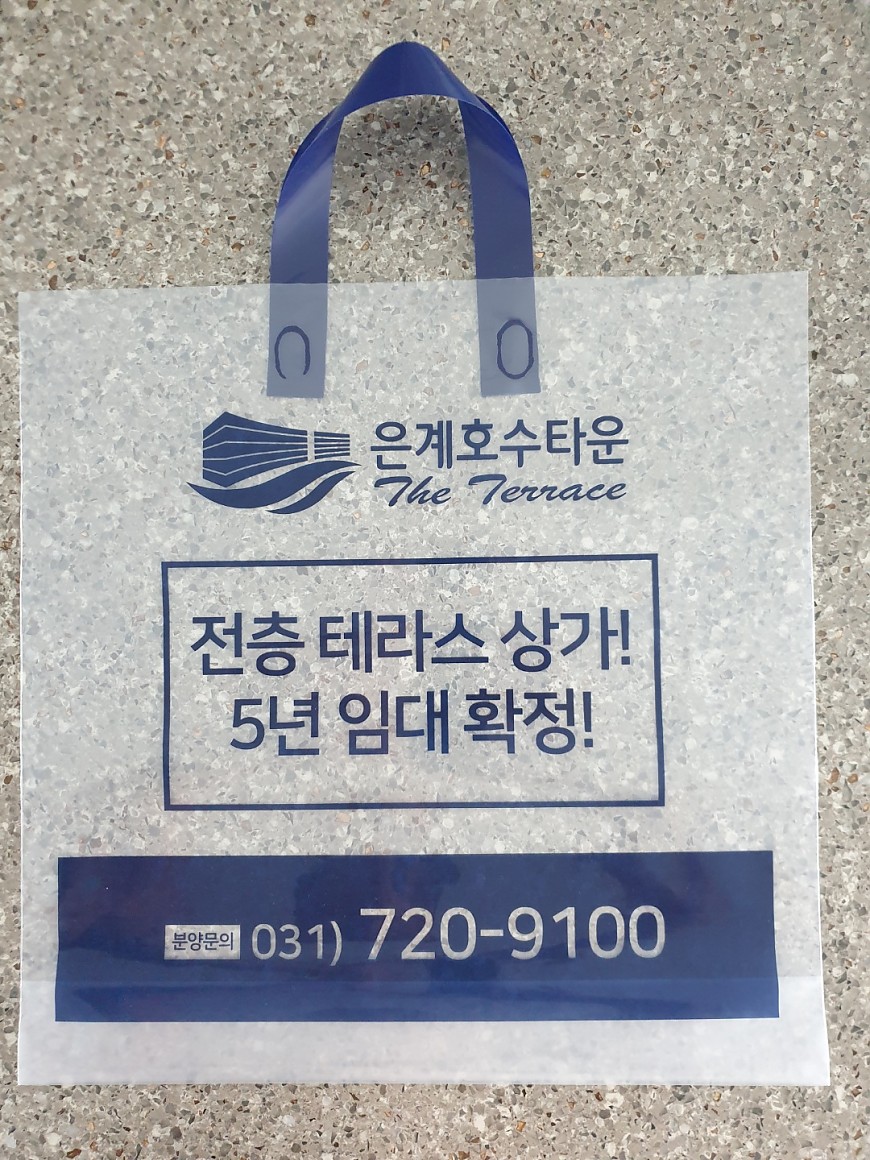 은계호수타운
The Terrace
전층 테라스 상가!
5년 임대 확정!
분양문의 031) 720-9100